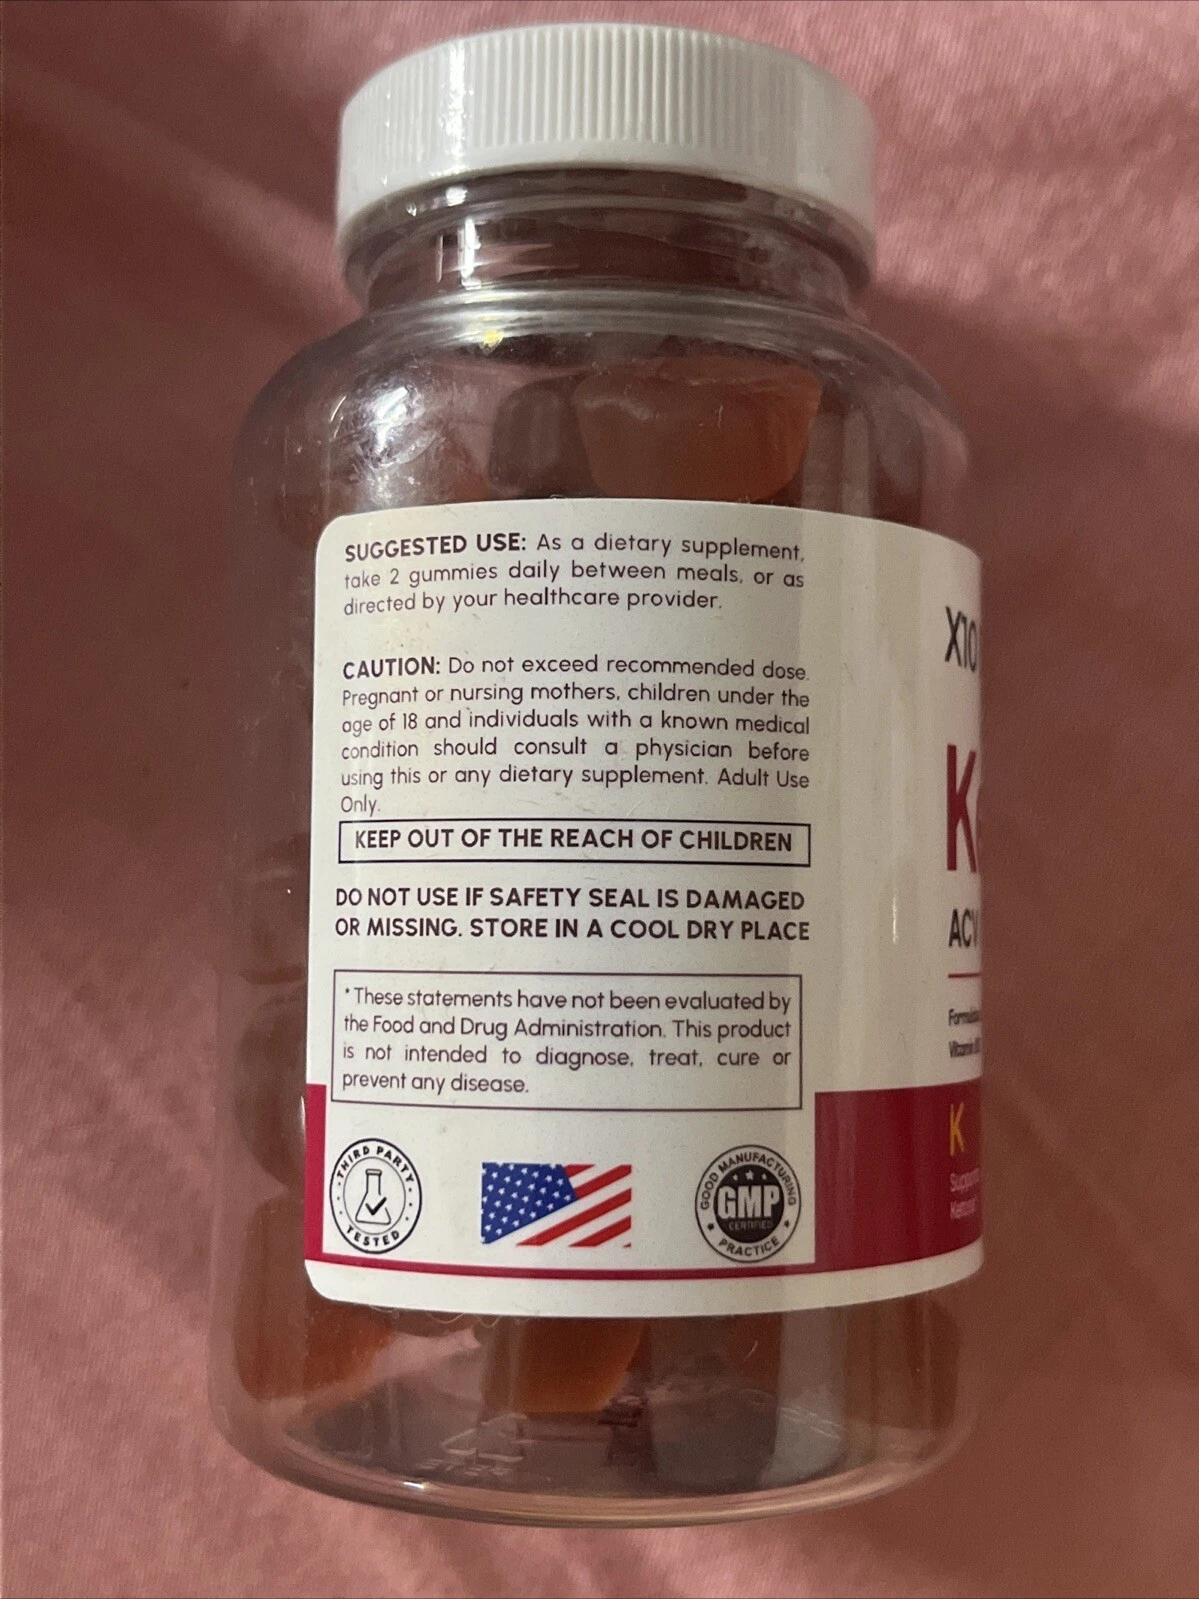 SUGGESTED USE: As a dietary supplement,
take 2 gummies daily between meals, or as
directed by your healthcare provider.
CAUTION: Do not exceed recommended dose.
Pregnant or nursing mothers, children under the
age of 18 and individuals with a known medical
condition should consult a physician before
using this or any dietary supplement. Adult Use
Only.
KEEP OUT OF THE REACH OF CHILDREN
DO NOT USE IF SAFETY SEAL IS DAMAGED
OR MISSING. STORE IN A COOL DRY PLACE
*These statements have not been evaluated by
the Food and Drug Administration. This product
is not intended to diagnose, treat, cure or
prevent any disease.
THIRD PARTY
TESTED
GOOD MANUFACTURING
GMP
CERTIFIED
PRACTICE
X10
K
ACV
K